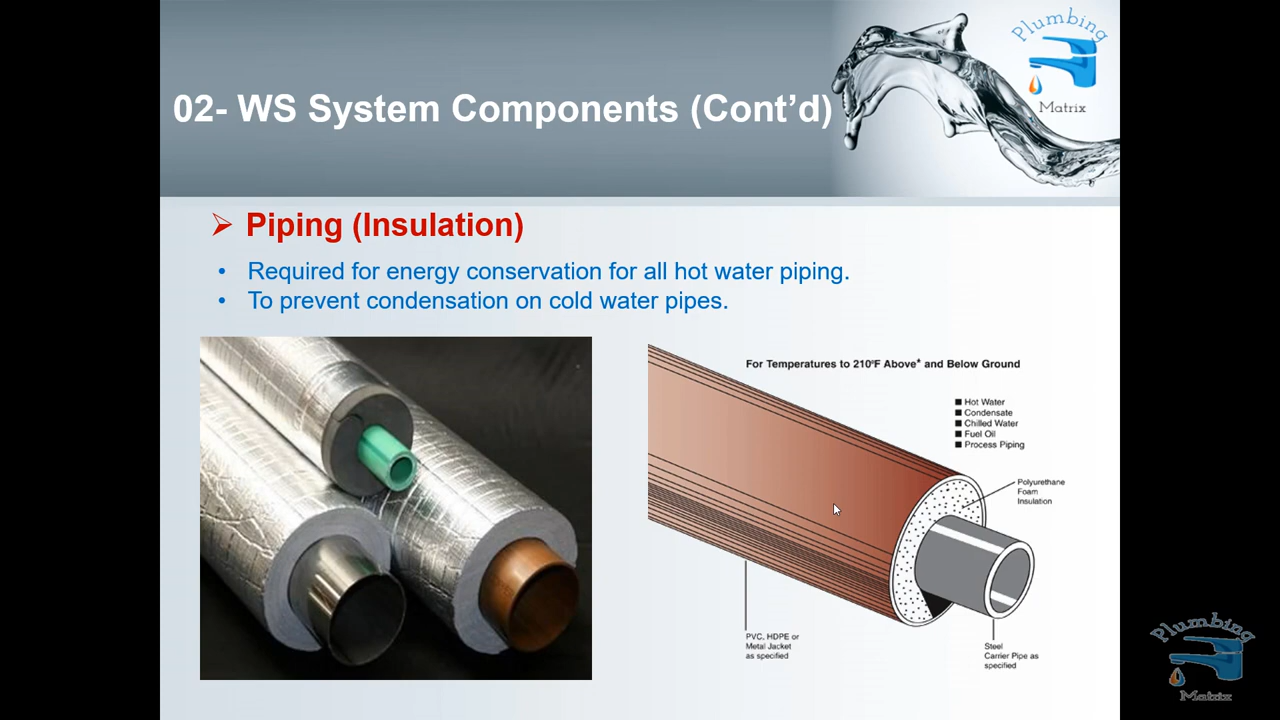 Plumbing
Matrix
02- WS System Components (Cont’d)
➢ Piping (Insulation)
• Required for energy conservation for all hot water piping.
• To prevent condensation on cold water pipes.
For Temperatures to 210°F Above* and Below Ground
■ Hot Water
■ Condensate
■ Chilled Water
■ Fuel Oil
■ Process Piping
Polyurethane
Foam
Insulation
PVC, HDPE or
Metal Jacket
as specified
Steel
Carrier Pipe as
specified
Plumbing
Matrix